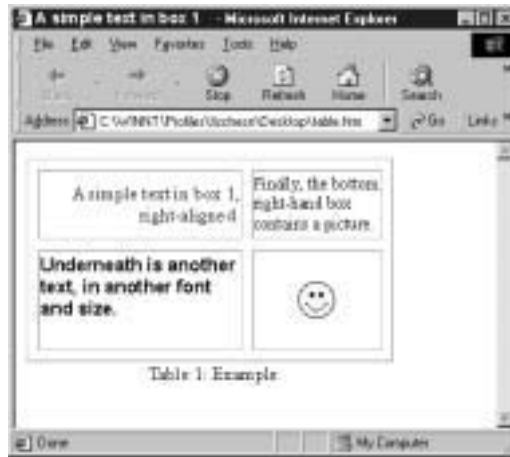 A simple text in box 1 - Microsoft Internet Explorer
File Edit View Favorites Tools Help
Stop Refresh Home Search
Address Go Links
A simple text in box 1,
right-aligned
Finally, the bottom,
right-hand box
contains a picture.
Underneath is another
text, in another font
and size.
Table 1: Example
Done My Computer